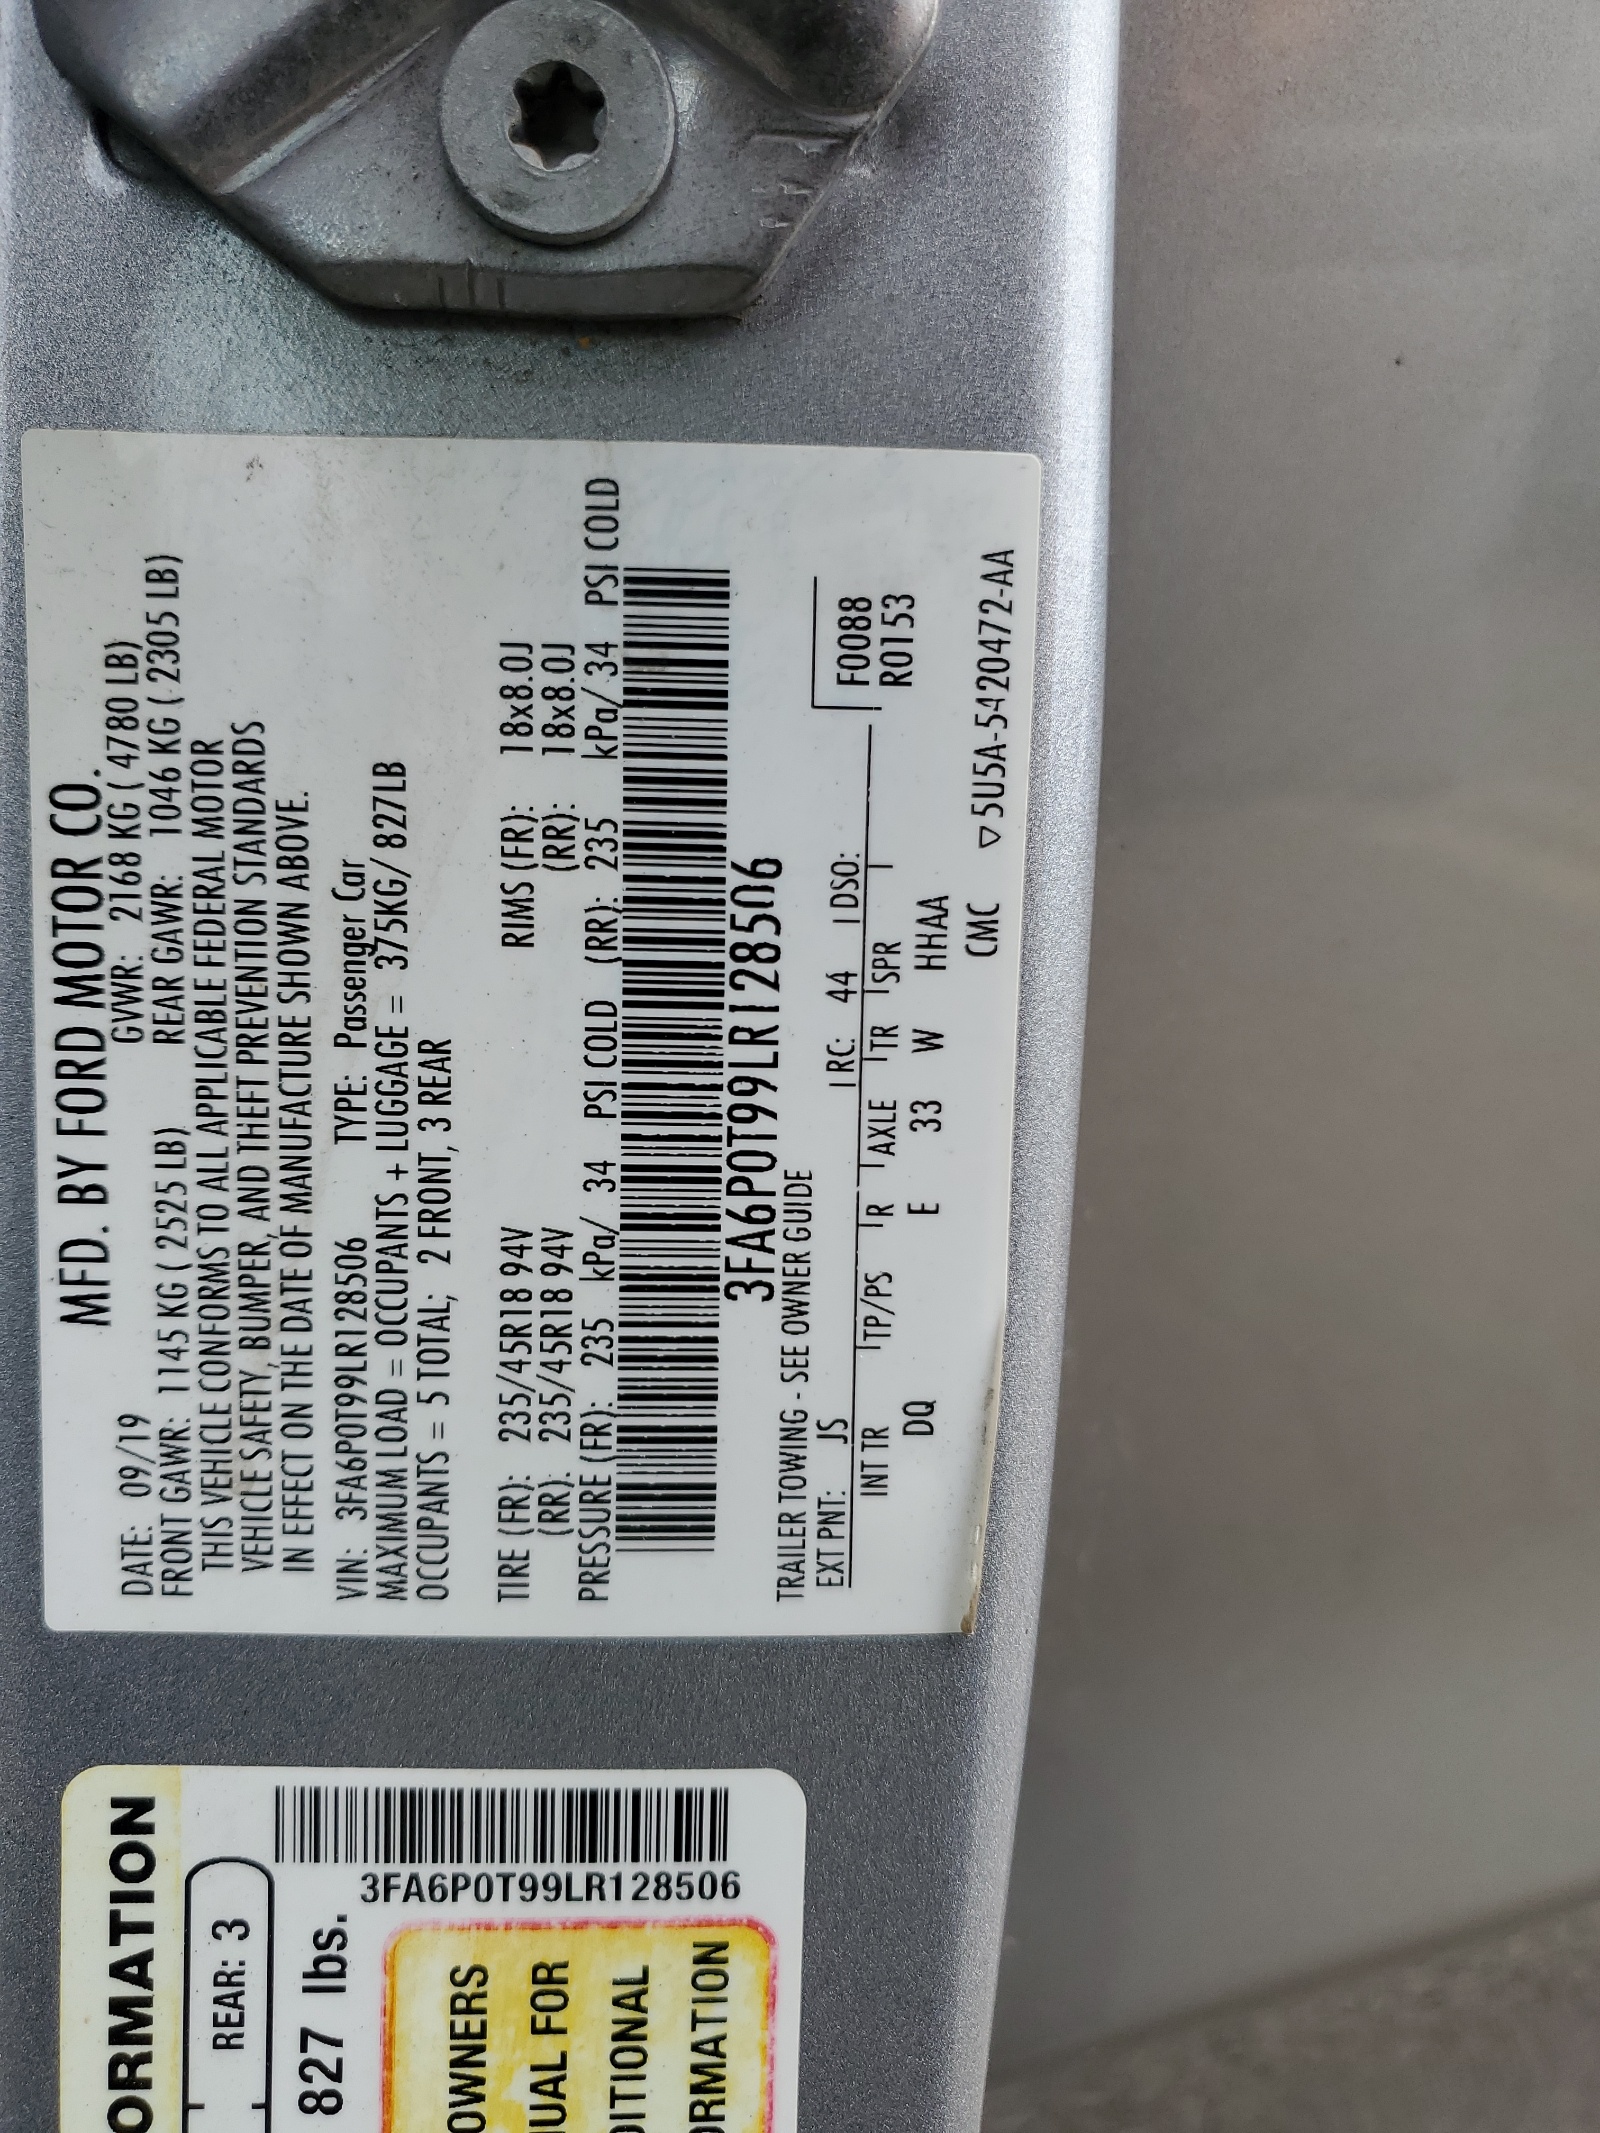 MFD. BY FORD MOTOR CO.
DATE: 09/19 GVWR: 2168 KG ( 4780 LB)
FRONT GAWR: 1145 KG ( 2525 LB) REAR GAWR: 1046 KG ( 2305 LB)
THIS VEHICLE CONFORMS TO ALL APPLICABLE FEDERAL MOTOR
VEHICLE SAFETY, BUMPER, AND THEFT PREVENTION STANDARDS
IN EFFECT ON THE DATE OF MANUFACTURE SHOWN ABOVE.
VIN: 3FA6P0T99LR128506 TYPE: Passenger Car
MAXIMUM LOAD = OCCUPANTS + LUGGAGE = 375KG/ 827LB
OCCUPANTS = 5 TOTAL; 2 FRONT, 3 REAR
TIRE (FR): 235/45R18 94V RIMS (FR): 18x8.0J
(RR): 235/45R18 94V (RR): 18x8.0J
PRESSURE (FR): 235 kPa/ 34 PSI COLD (RR): 235 kPa/ 34 PSI COLD
3FA6P0T99LR128506
TRAILER TOWING - SEE OWNER GUIDE
EXT PNT: JS RC: 44 DSO: F0088
R0153
INT TR TP/PS R AXLE TR SPR
DQ E 33 W HHAA
CMC ▽5U5A-5420472-AA
ORMATION
REAR: 3
827 lbs.
3FA6P0T99LR128506
OWNERS
UAL FOR
DITIONAL
ORMATION